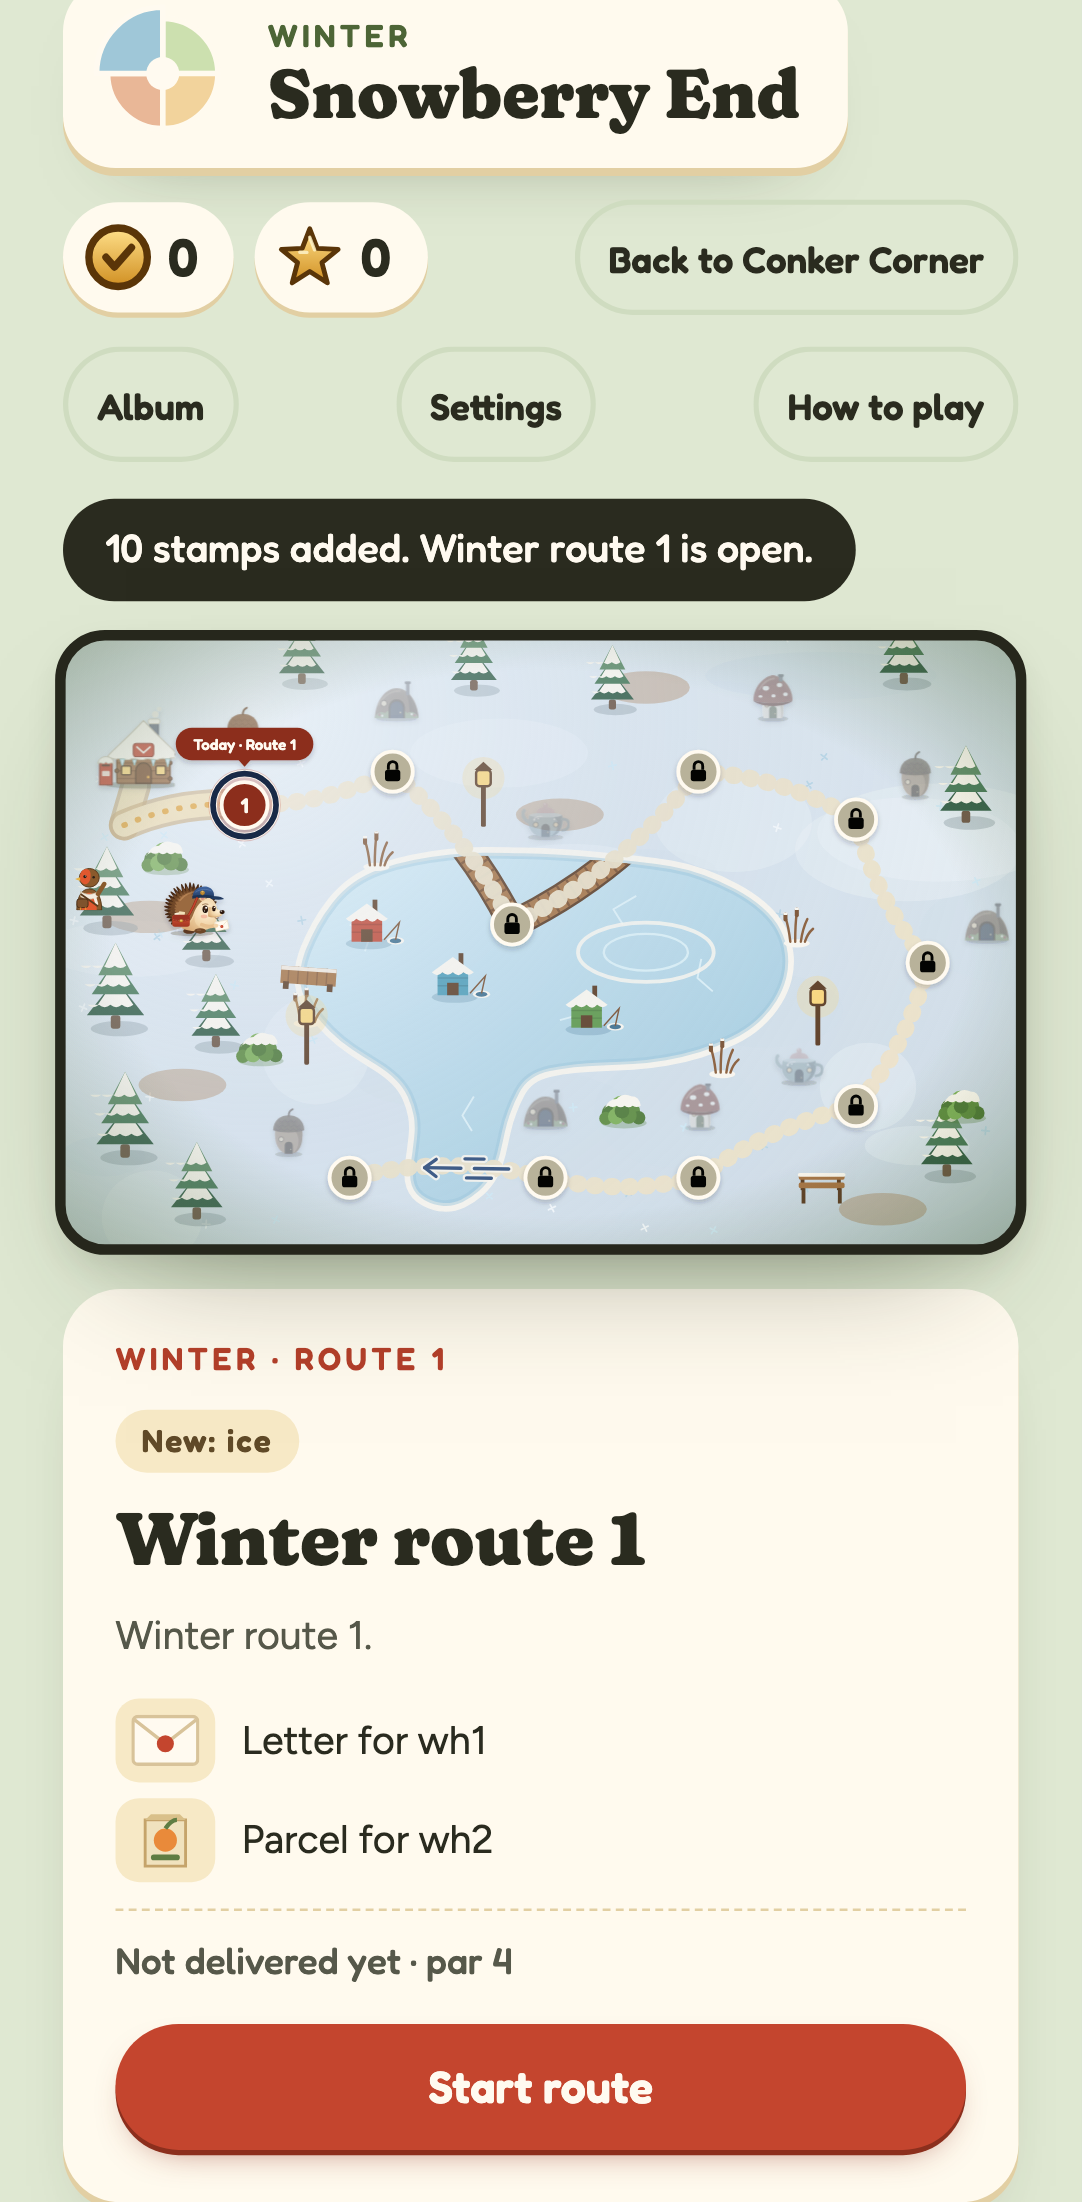 WINTER
Snowberry End
0
0
Back to Conker Corner
Album
Settings
How to play
10 stamps added. Winter route 1 is open.
Today · Route 1
1
WINTER · ROUTE 1
New: ice
Winter route 1
Winter route 1.
Letter for wh1
Parcel for wh2
Not delivered yet · par 4
Start route